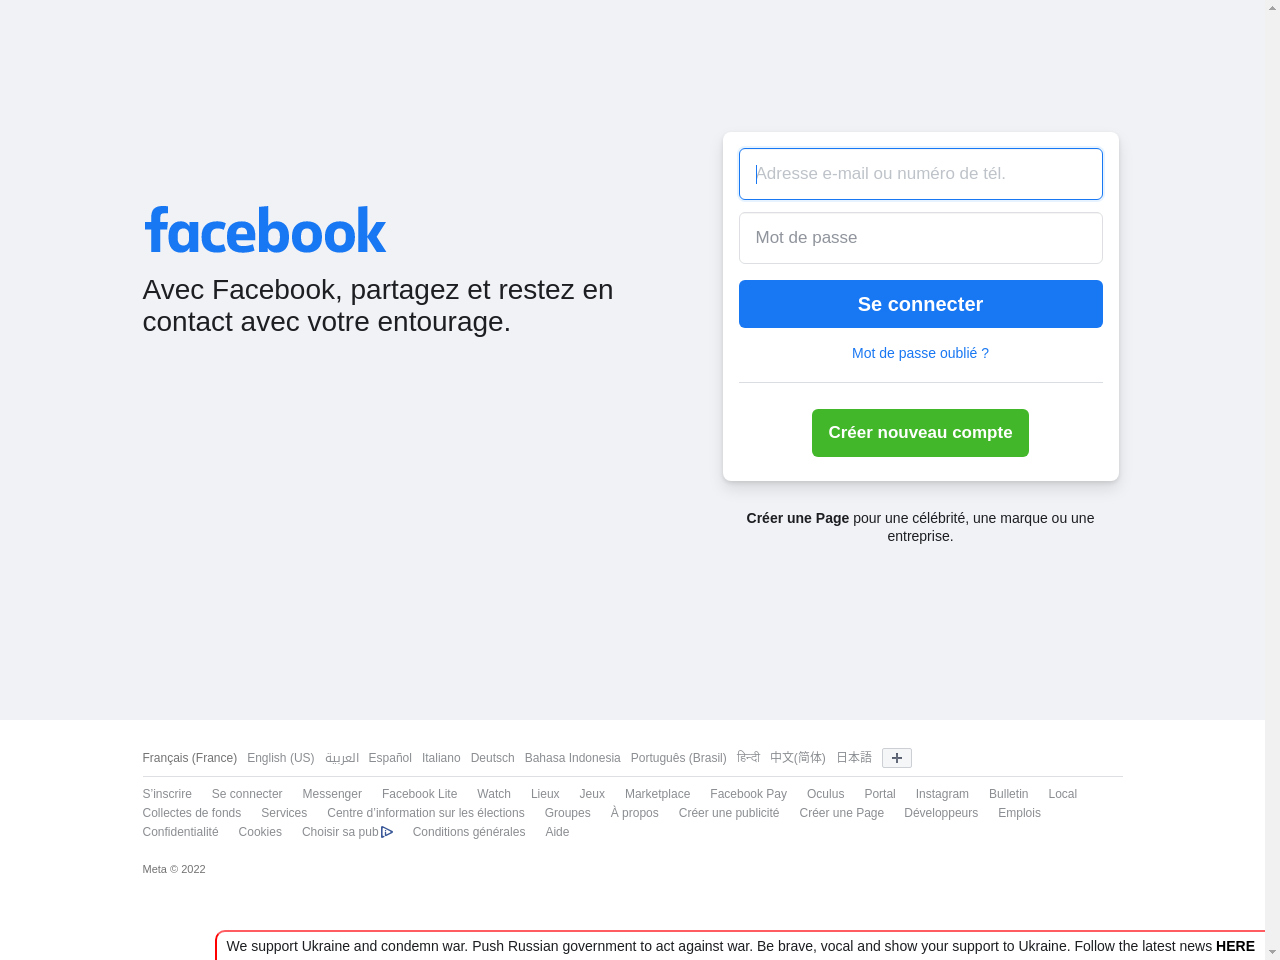 facebook
Avec Facebook, partagez et restez en
contact avec votre entourage.
Adresse e-mail ou numéro de tél.
Mot de passe
Se connecter
Mot de passe oublié ?
Créer nouveau compte
Créer une Page pour une célébrité, une marque ou une
entreprise.
Français (France) English (US) العربية Español Italiano Deutsch Bahasa Indonesia Português (Brasil) हिन्दी 中文(简体) 日本語
S’inscrire Se connecter Messenger Facebook Lite Watch Lieux Jeux Marketplace Facebook Pay Oculus Portal Instagram Bulletin Local
Collectes de fonds Services Centre d’information sur les élections Groupes À propos Créer une publicité Créer une Page Développeurs Emplois
Confidentialité Cookies Choisir sa pub Conditions générales Aide
Meta © 2022
We support Ukraine and condemn war. Push Russian government to act against war. Be brave, vocal and show your support to Ukraine. Follow the latest news HERE